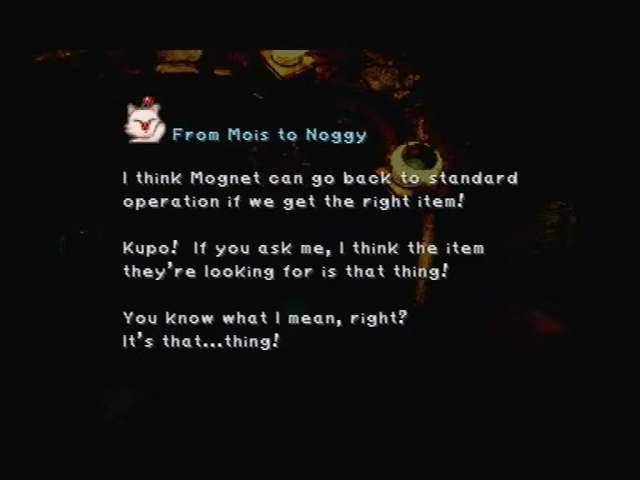 From Mois to Noggy
I think Mognet can go back to standard
operation if we get the right item!
Kupo!  If you ask me, I think the item
they're looking for is that thing!
You know what I mean, right?
It's that...thing!